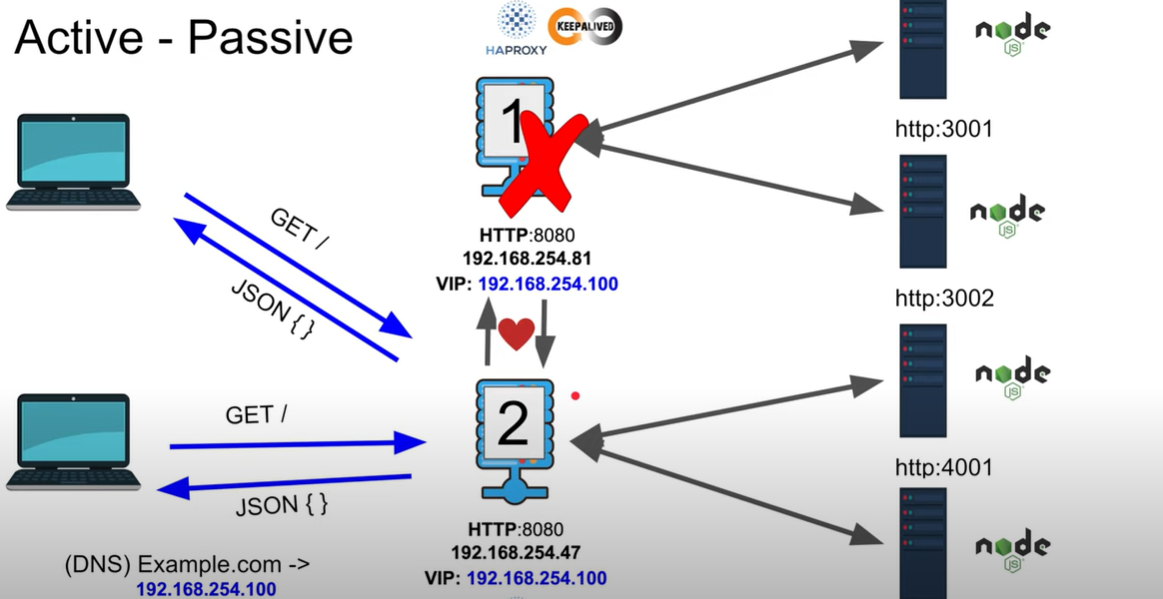 Active - Passive
HAPROXY
KEEPALIVED
node
JS
http:3001
1
GET /
JSON { }
HTTP:8080
192.168.254.81
VIP: 192.168.254.100
node
JS
http:3002
node
JS
2
GET /
JSON { }
http:4001
HTTP:8080
192.168.254.47
VIP: 192.168.254.100
node
JS
(DNS) Example.com ->
192.168.254.100